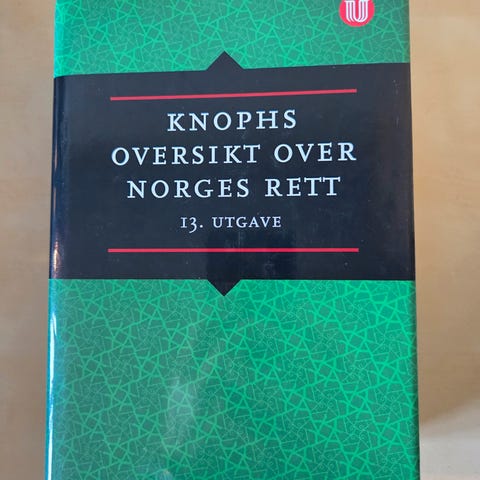 U
KNOPHS
OVERSIKT OVER
NORGES RETT
13. UTGAVE